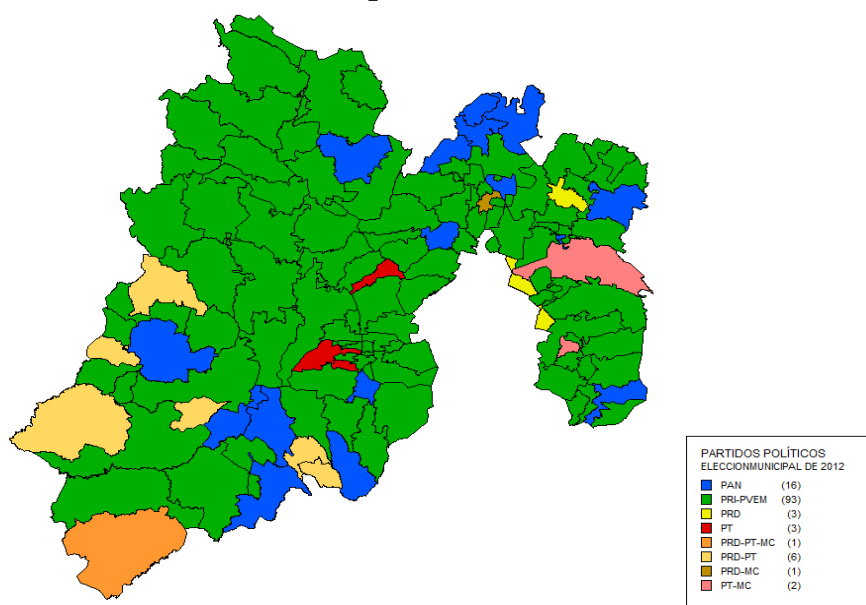 PARTIDOS POLÍTICOS
ELECCIONMUNICIPAL DE 2012
PAN (16)
PRI-PVEM (93)
PRD (3)
PT (3)
PRD-PT-MC (1)
PRD-PT (6)
PRD-MC (1)
PT-MC (2)